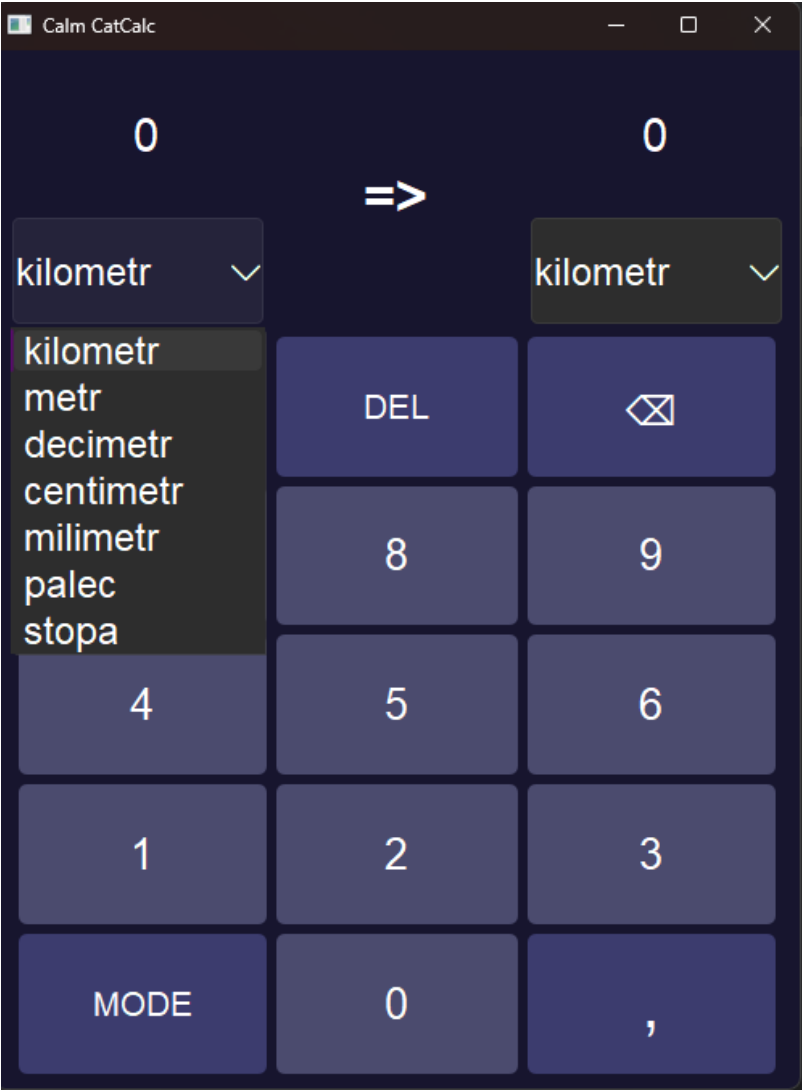 Calm CatCalc
0 0
=>
kilometr kilometr
kilometr
metr
decimetr
centimetr
milimetr
palec
stopa
DEL ⌫
8 9
4 5 6
1 2 3
MODE 0 ,